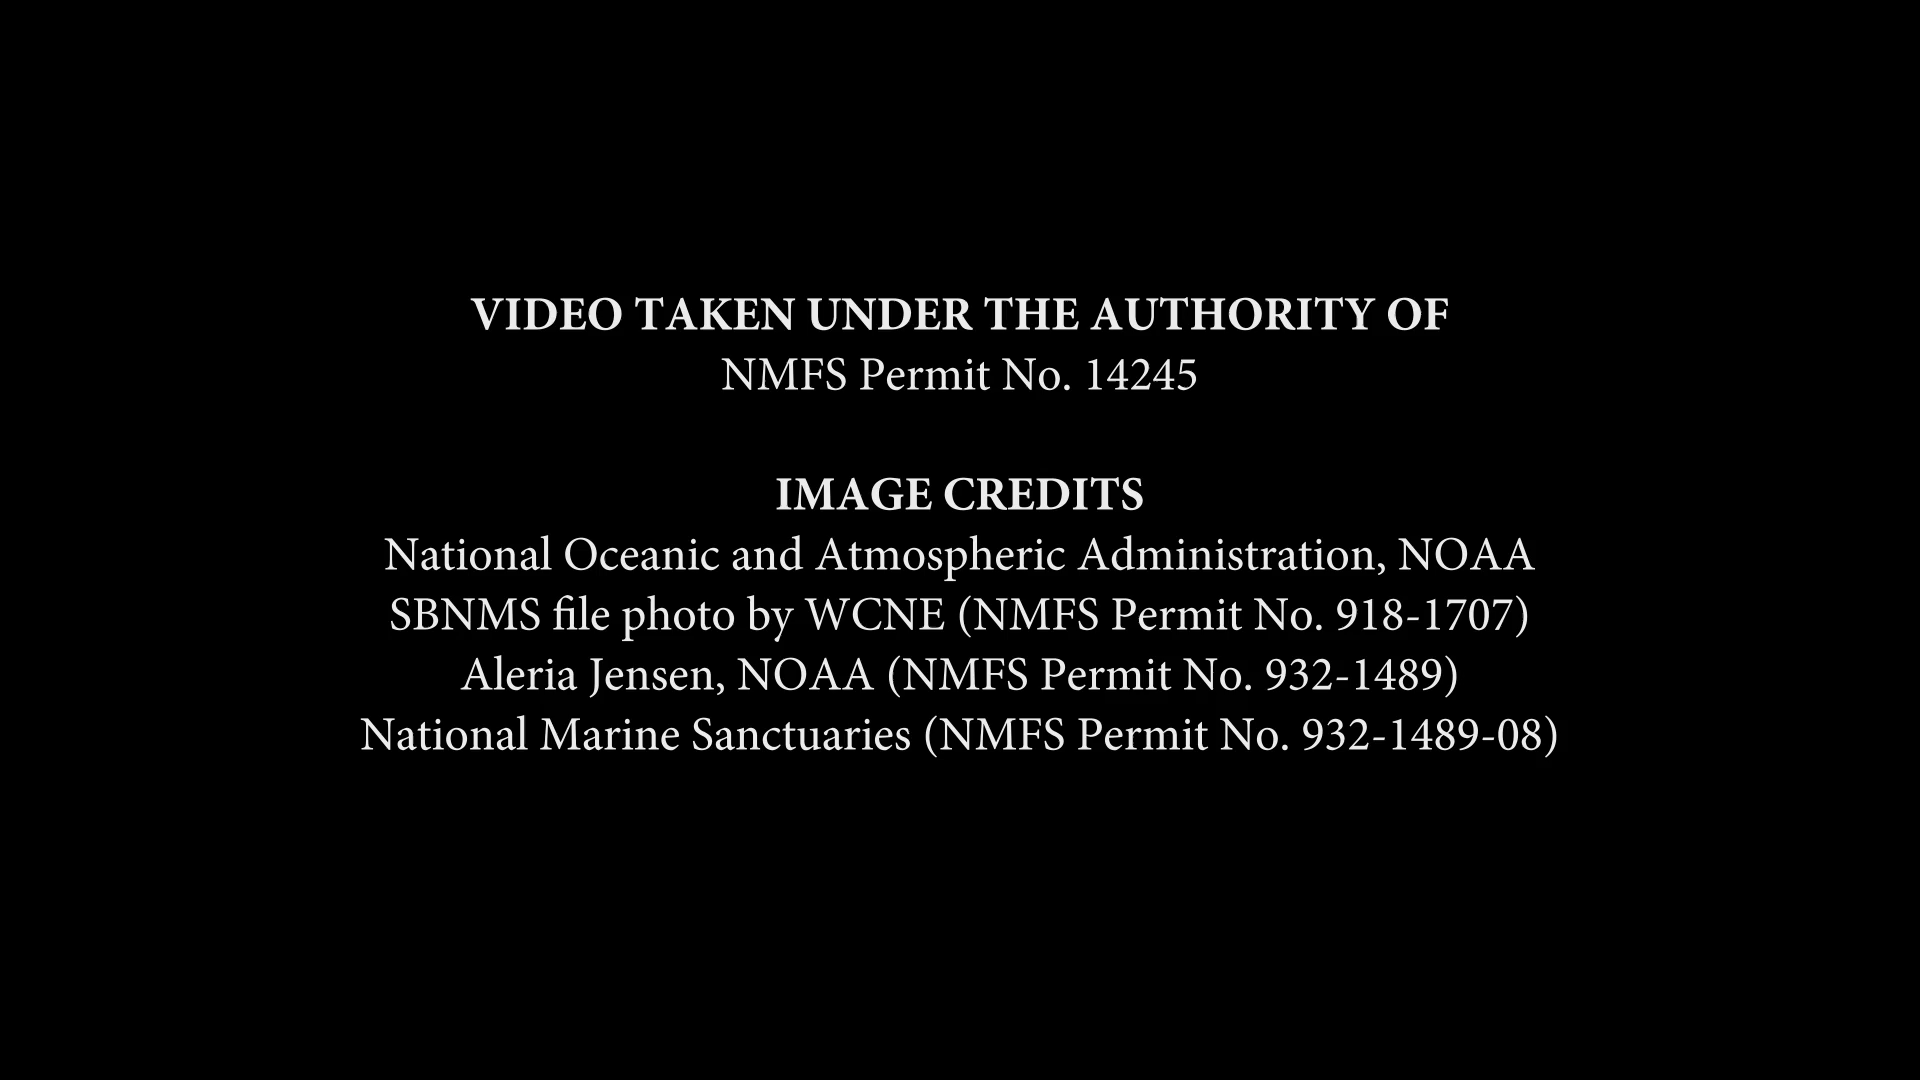 VIDEO TAKEN UNDER THE AUTHORITY OF
NMFS Permit No. 14245
IMAGE CREDITS
National Oceanic and Atmospheric Administration, NOAA
SBNMS file photo by WCNE (NMFS Permit No. 918-1707)
Aleria Jensen, NOAA (NMFS Permit No. 932-1489)
National Marine Sanctuaries (NMFS Permit No. 932-1489-08)